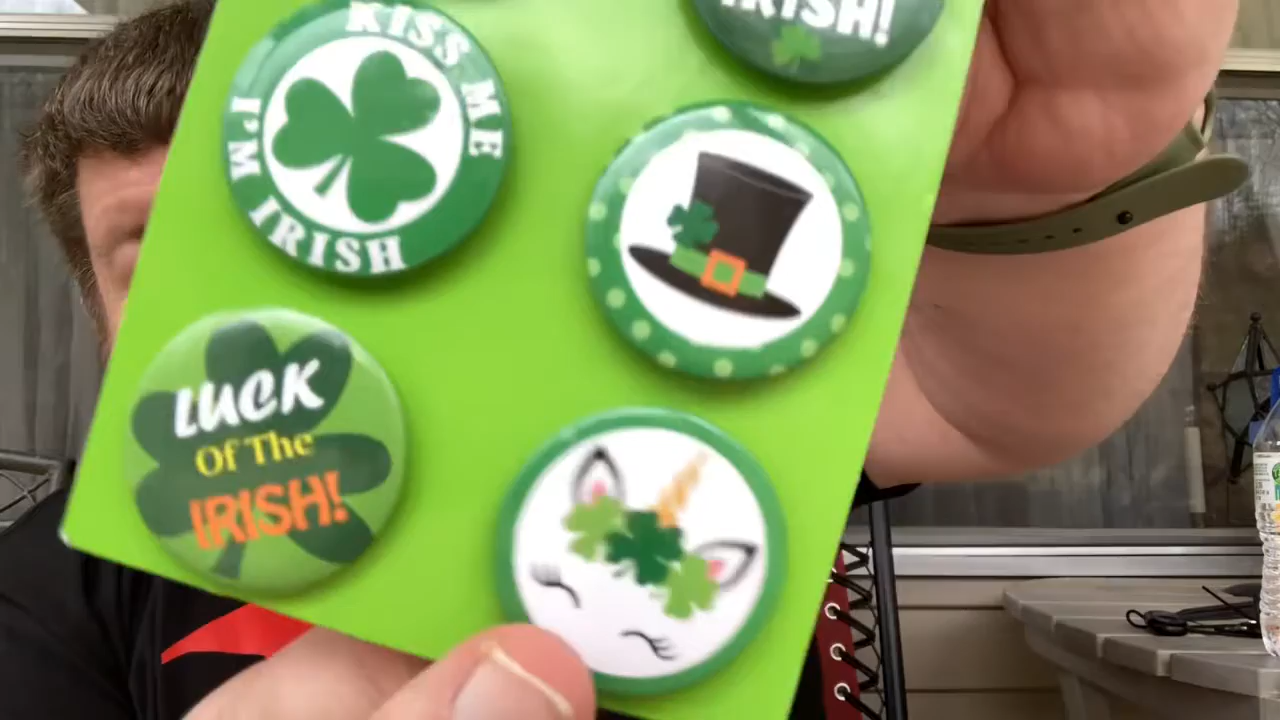 KISS ME
I'M IRISH
IRISH!
LUCK
Of The
IRISH!